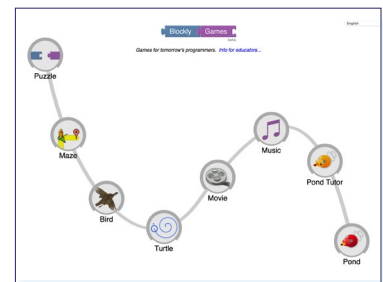 English
Blockly Games
Games for tomorrow's programmers. Info for educators...
Puzzle
Maze
Bird
Turtle
Movie
Music
Pond Tutor
Pond